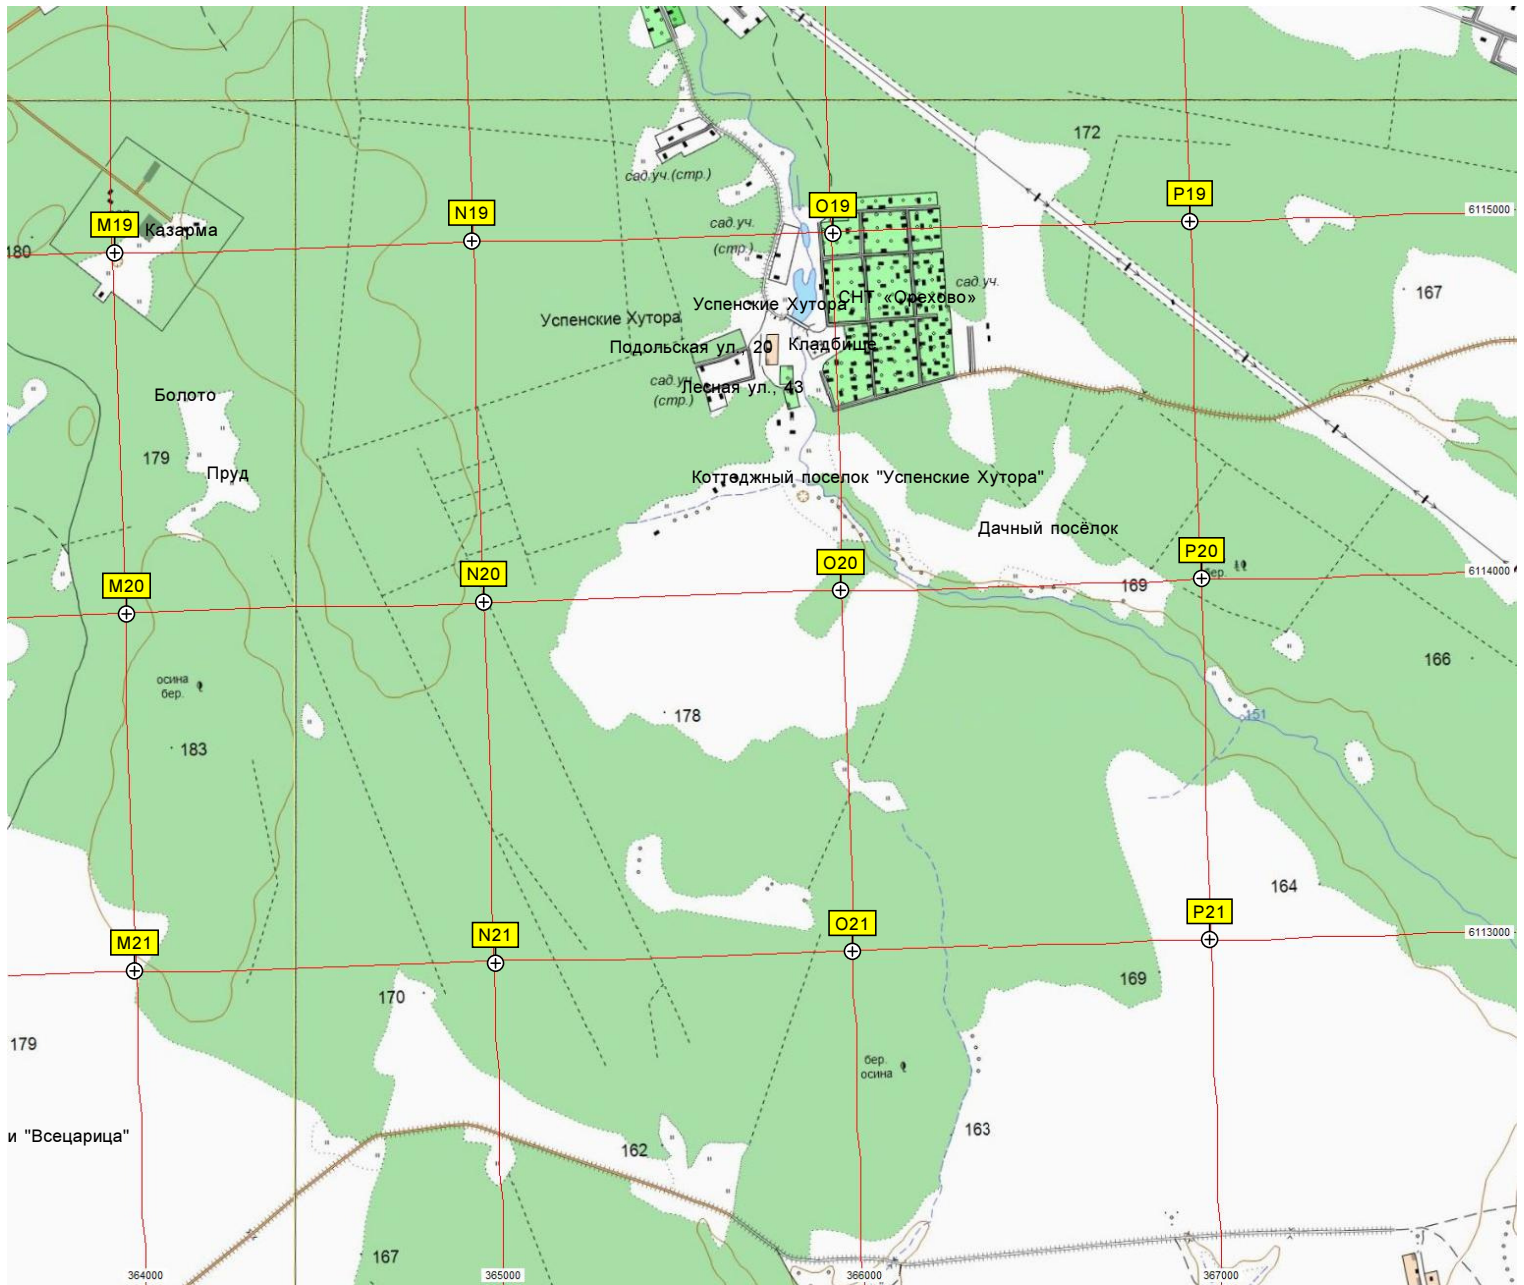 172
сад.уч.(стр.)
P19
O19
N19
M19
6115000
сад.уч.
(стр.)
Казарма
180
сад.уч.
167
СНТ «Орехово»
Успенские Хутора
Успенские Хутора
Подольская ул., 20
Кладбище
сад.уч.
(стр.)
Лесная ул., 43
Болото
179
Пруд
Коттеджный поселок "Успенские Хутора"
Дачный посёлок
P20
O20
N20
M20
бер.
6114000
169
166
осина
бер.
178
151
183
164
P21
O21
N21
M21
6113000
169
170
179
бер.
осина
163
и "Всецарица"
162
167
364000
365000
366000
367000